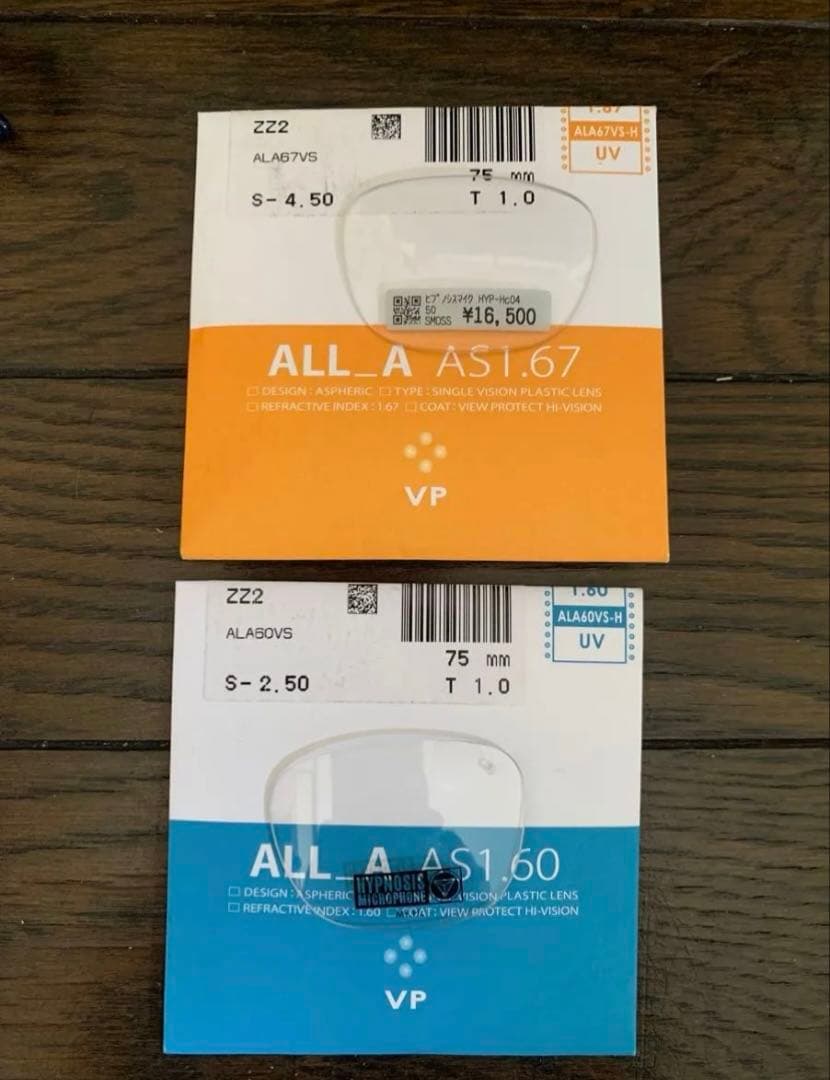 ZZ2
ALA67VS
75 mm
S- 4.50
T 1.0
1.67
ALA67VS-H
UV
ヒプノシスマイク HYP-Hc04
50
SMOSS
¥16,500
ALL_A AS1.67
□ DESIGN : ASPHERIC □ TYPE : SINGLE VISION PLASTIC LENS
□ REFRACTIVE INDEX : 1.67 □ COAT : VIEW PROTECT HI-VISION
VP
ZZ2
ALA60VS
75 mm
S- 2.50
T 1.0
1.60
ALA60VS-H
UV
ALL_A AS1.60
HYPNOSIS
MICROPHONE
□ DESIGN : ASPHERIC VISION PLASTIC LENS
□ REFRACTIVE INDEX : 1.60 □ COAT : VIEW PROTECT HI-VISION
VP